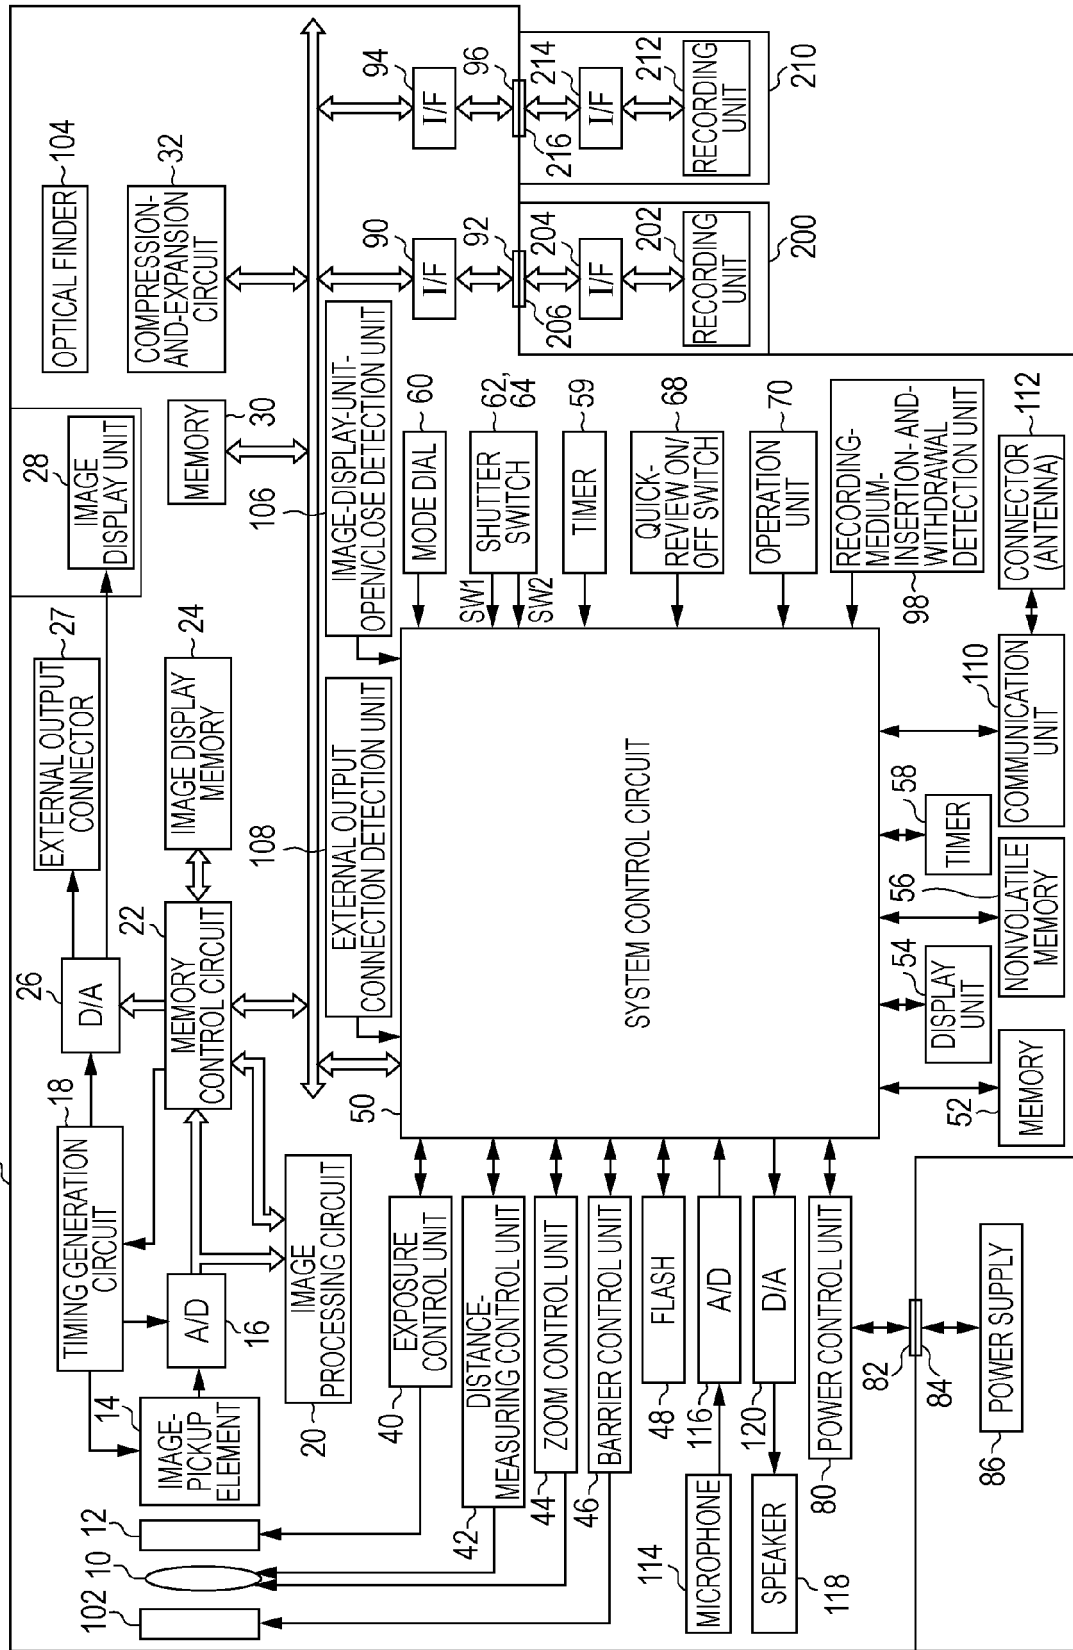 102
10
12
14
IMAGE-
PICKUP
ELEMENT
TIMING GENERATION
CIRCUIT
18
A/D
16
IMAGE
PROCESSING CIRCUIT
20
26
D/A
22
MEMORY
CONTROL CIRCUIT
EXTERNAL OUTPUT
CONNECTOR
27
IMAGE DISPLAY
MEMORY
24
28
IMAGE
DISPLAY UNIT
MEMORY
30
OPTICAL FINDER
104
COMPRESSION-
AND-EXPANSION
CIRCUIT
32
EXPOSURE
CONTROL UNIT
40
DISTANCE-
MEASURING CONTROL UNIT
42
ZOOM CONTROL UNIT
44
BARRIER CONTROL UNIT
46
FLASH
48
MICROPHONE
114
A/D
116
D/A
120
SPEAKER
118
POWER CONTROL UNIT
80
82
84
POWER SUPPLY
86
50
SYSTEM CONTROL CIRCUIT
108
EXTERNAL OUTPUT
CONNECTION DETECTION UNIT
106
IMAGE-DISPLAY-UNIT-
OPEN/CLOSE DETECTION UNIT
MODE DIAL
60
SW1
SW2
SHUTTER
SWITCH
62,
64
TIMER
59
QUICK-
REVIEW ON/
OFF SWITCH
68
OPERATION
UNIT
70
RECORDING-
MEDIUM-
INSERTION- AND-
WITHDRAWAL
DETECTION UNIT
98
52
MEMORY
54
DISPLAY
UNIT
56
NONVOLATILE
MEMORY
58
TIMER
110
COMMUNICATION
UNIT
CONNECTOR
(ANTENNA)
112
90
I/F
92
206
204
I/F
202
RECORDING
UNIT
200
94
I/F
96
216
214
I/F
212
RECORDING
UNIT
210